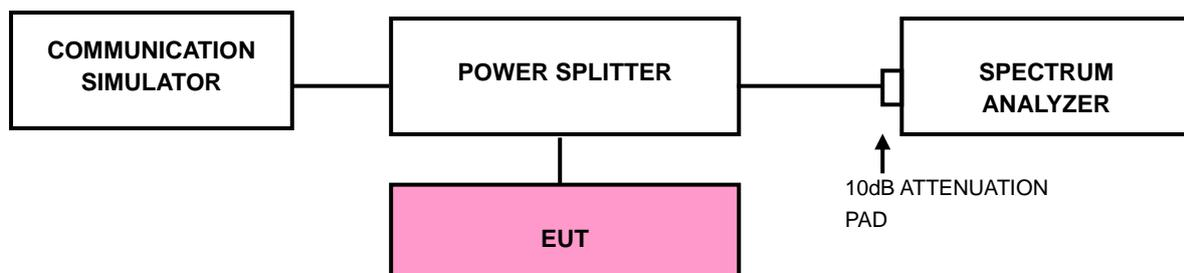 COMMUNICATION
SIMULATOR
POWER SPLITTER
SPECTRUM
ANALYZER
10dB ATTENUATION
PAD
EUT